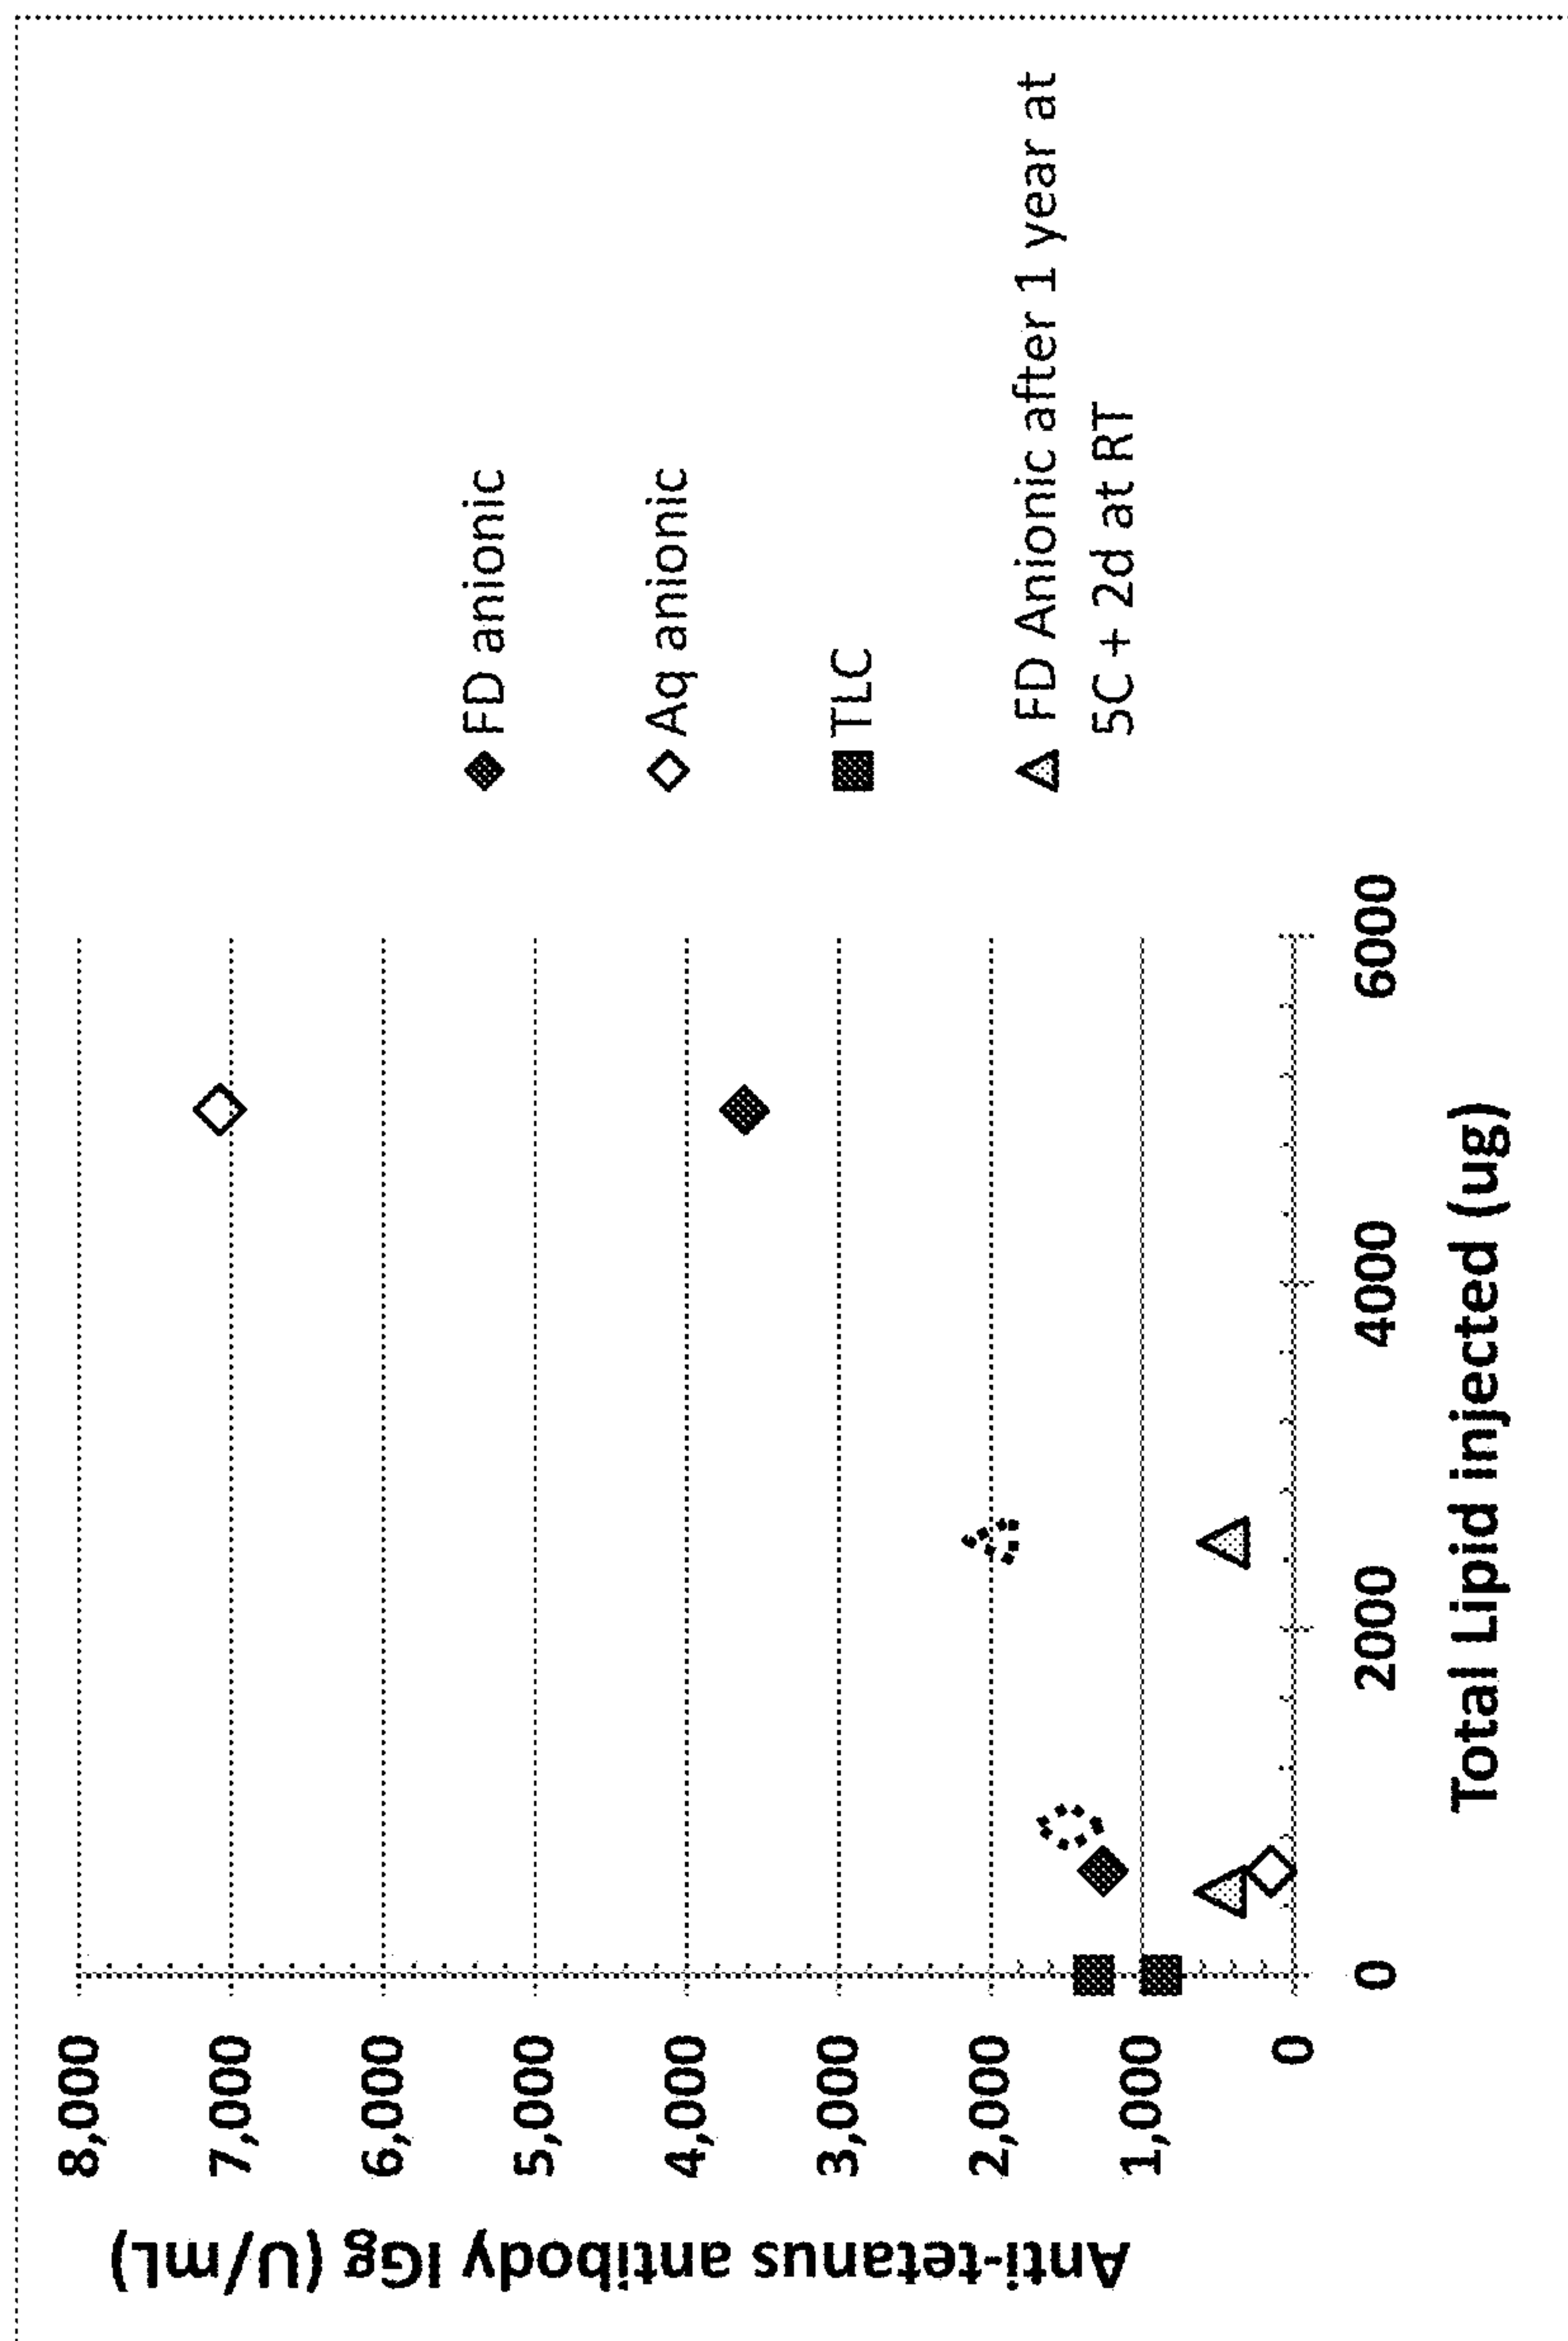 Anti-tetanus antibody IGg (U/mL)
8,000
7,000
6,000
5,000
4,000
3,000
2,000
1,000
0
0
2000
4000
6000
Total Lipid injected (ug)
FD anionic
Aq anionic
TLC
FD Anionic after 1 year at
5C + 2d at RT